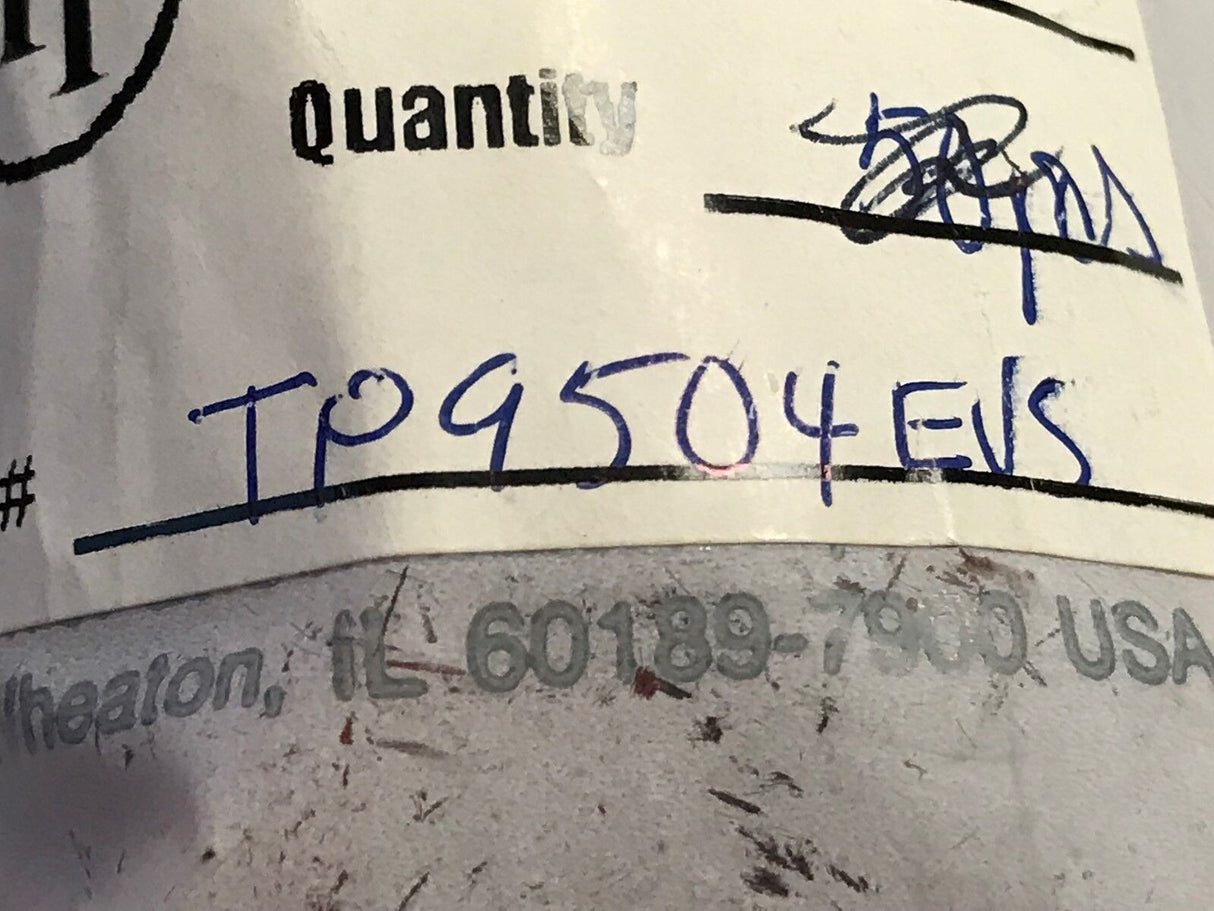 Quantity
# TP9504EVS
heaton, IL 60189-7900 USA